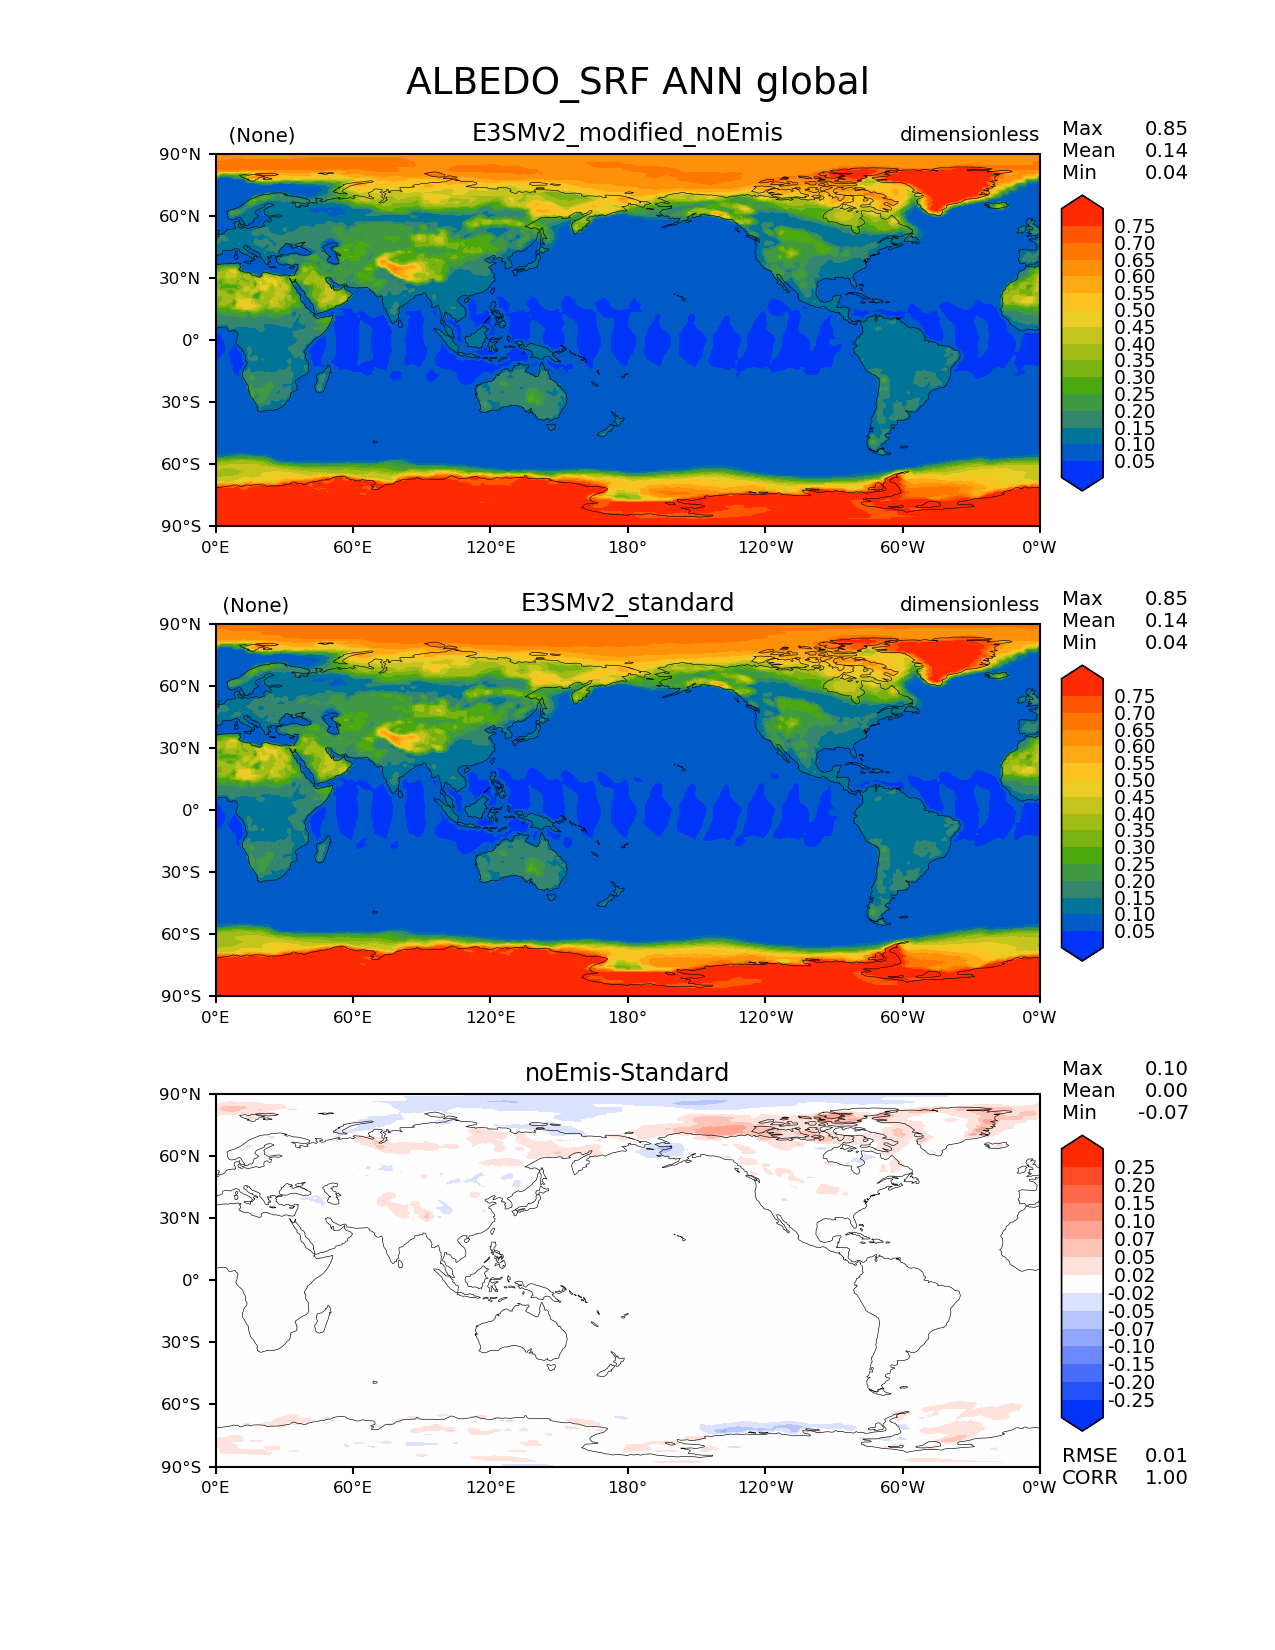 ALBEDO_SRF ANN global
(None) E3SMv2_modified_noEmis dimensionless
Max 0.85
Mean 0.14
Min 0.04
90°N
60°N
30°N
0°
30°S
60°S
90°S
0°E 60°E 120°E 180° 120°W 60°W 0°W
0.75
0.70
0.65
0.60
0.55
0.50
0.45
0.40
0.35
0.30
0.25
0.20
0.15
0.10
0.05
(None) E3SMv2_standard dimensionless
Max 0.85
Mean 0.14
Min 0.04
90°N
60°N
30°N
0°
30°S
60°S
90°S
0°E 60°E 120°E 180° 120°W 60°W 0°W
0.75
0.70
0.65
0.60
0.55
0.50
0.45
0.40
0.35
0.30
0.25
0.20
0.15
0.10
0.05
noEmis-Standard
Max 0.10
Mean 0.00
Min -0.07
90°N
60°N
30°N
0°
30°S
60°S
90°S
0°E 60°E 120°E 180° 120°W 60°W 0°W
0.25
0.20
0.15
0.10
0.07
0.05
0.02
-0.02
-0.05
-0.07
-0.10
-0.15
-0.20
-0.25
RMSE 0.01
CORR 1.00